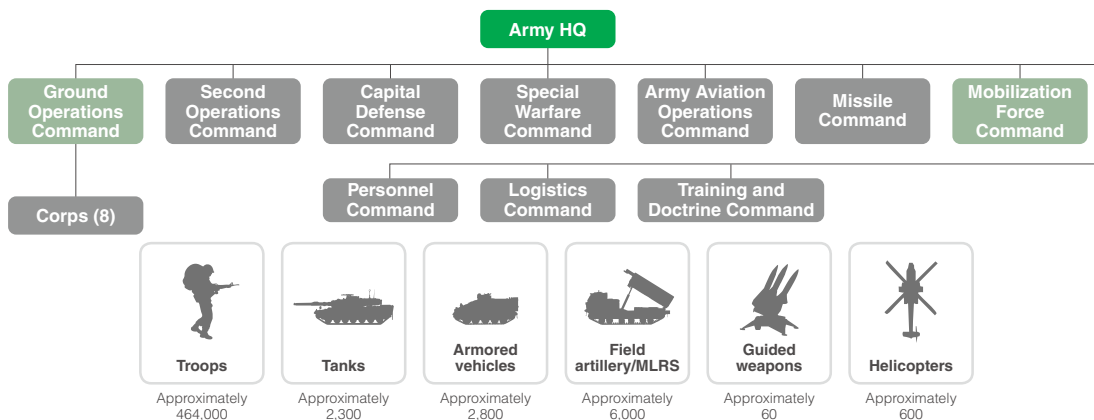 Army HQ
Ground
Operations
Command
Second
Operations
Command
Capital
Defense
Command
Special
Warfare
Command
Army Aviation
Operations
Command
Missile
Command
Mobilization
Force
Command
Corps (8)
Personnel
Command
Logistics
Command
Training and
Doctrine Command
Troops
Tanks
Armored
vehicles
Field
artillery/MLRS
Guided
weapons
Helicopters
Approximately
464,000
Approximately
2,300
Approximately
2,800
Approximately
6,000
Approximately
60
Approximately
600